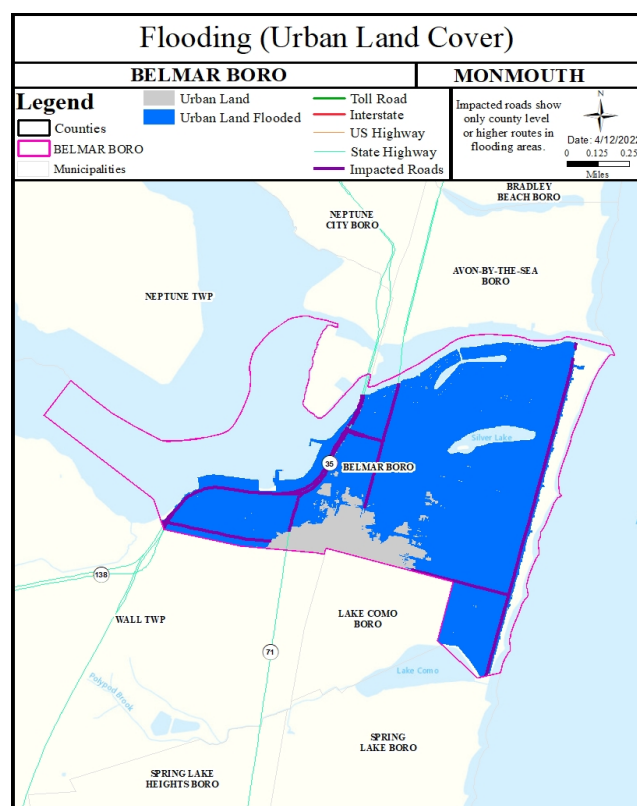 Flooding (Urban Land Cover)
BELMAR BORO
MONMOUTH
Legend
Counties
BELMAR BORO
Municipalities
Urban Land
Urban Land Flooded
Toll Road
Interstate
US Highway
State Highway
Impacted Roads
Impacted roads show
only county level
or higher routes in
flooding areas.
N
Date: 4/12/2022
0 0.125 0.25
Miles
BRADLEY
BEACH BORO
NEPTUNE
CITY BORO
AVON-BY-THE-SEA
BORO
NEPTUNE TWP
Silver Lake
35
BELMAR BORO
138
WALL TWP
LAKE COMO
BORO
71
Lake Como
Polypod Brook
SPRING
LAKE BORO
SPRING LAKE
HEIGHTS BORO